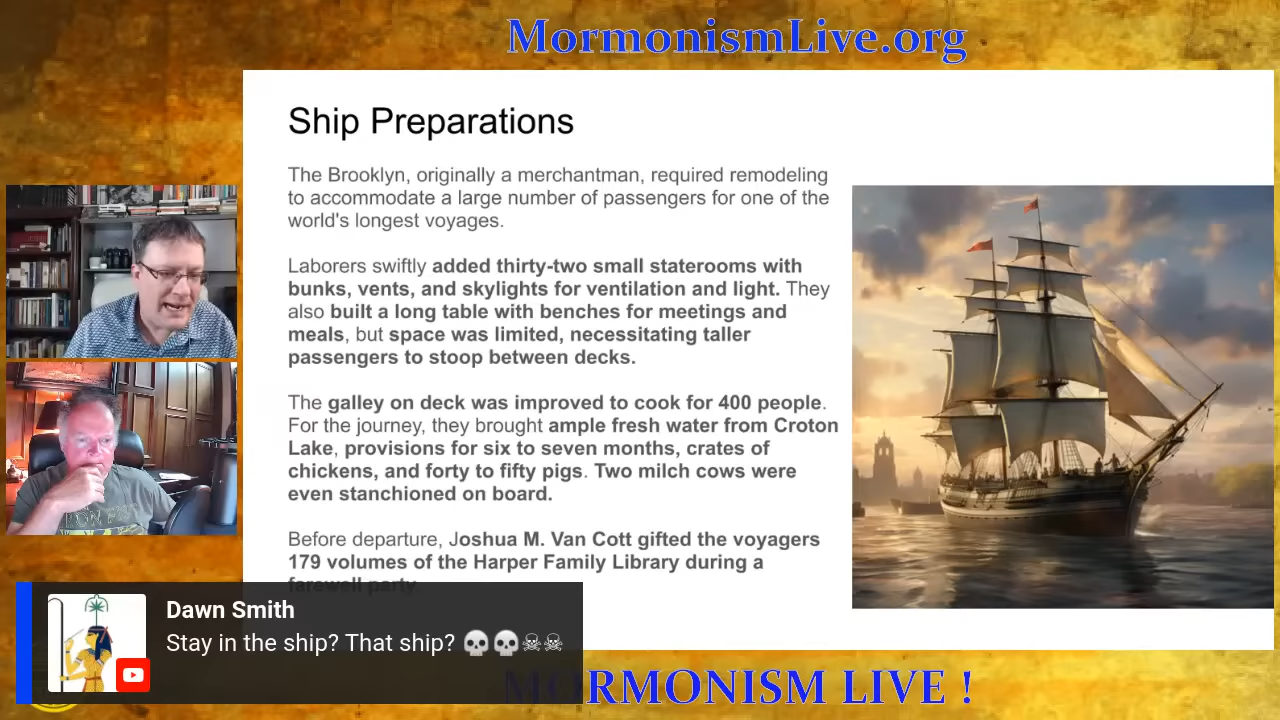 MormonismLive.org
Ship Preparations
The Brooklyn, originally a merchantman, required remodeling
to accommodate a large number of passengers for one of the
world's longest voyages.
Laborers swiftly added thirty-two small staterooms with
bunks, vents, and skylights for ventilation and light. They
also built a long table with benches for meetings and
meals, but space was limited, necessitating taller
passengers to stoop between decks.
The galley on deck was improved to cook for 400 people.
For the journey, they brought ample fresh water from Croton
Lake, provisions for six to seven months, crates of
chickens, and forty to fifty pigs. Two milch cows were
even stanchioned on board.
Before departure, Joshua M. Van Cott gifted the voyagers
179 volumes of the Harper Family Library during a
farewell party.
Dawn Smith
Stay in the ship? That ship? 💀💀☠☠
MORMONISM LIVE !